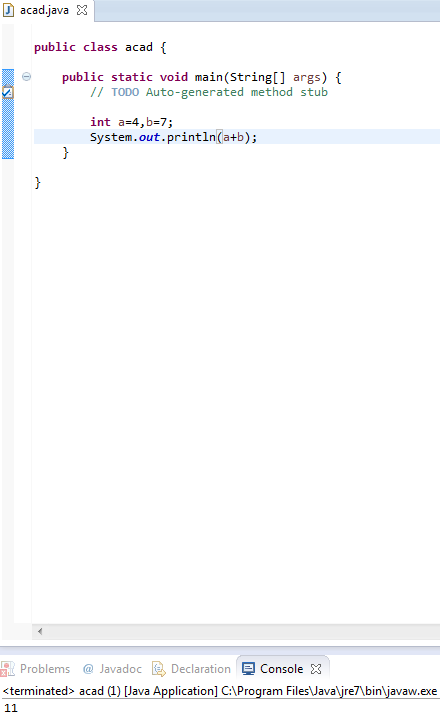 acad.java
public class acad {
public static void main(String[] args) {
// TODO Auto-generated method stub
int a=4,b=7;
System.out.println(a+b);
}
}
Problems @ Javadoc Declaration Console
<terminated> acad (1) [Java Application] C:\Program Files\Java\jre7\bin\javaw.exe
11